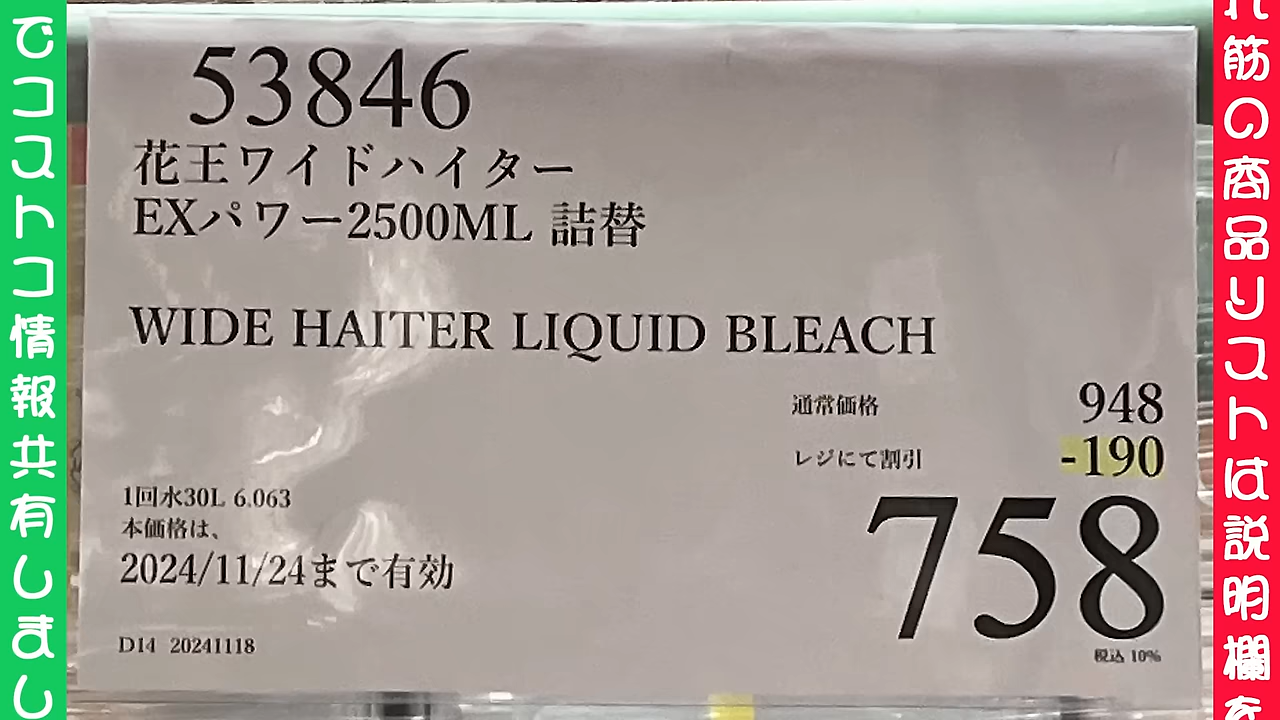 でコストコ情報共有しまし
53846
花王ワイドハイター
EXパワー2500ML 詰替
WIDE HAITER LIQUID BLEACH
通常価格 948
レジにて割引 -190
758
税込 10%
1回水30L 6.063
本価格は、
2024/11/24まで有効
D14 20241118
れ筋の商品リストは説明欄を